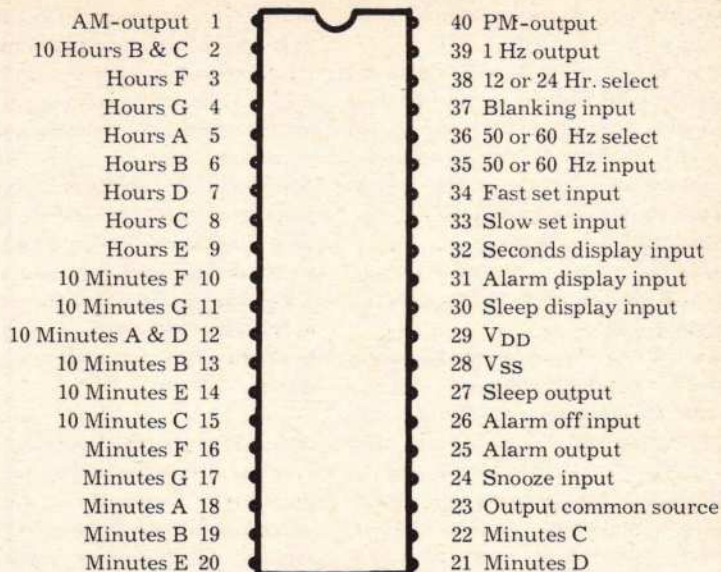 AM-output 1
10 Hours B & C 2
Hours F 3
Hours G 4
Hours A 5
Hours B 6
Hours D 7
Hours C 8
Hours E 9
10 Minutes F 10
10 Minutes G 11
10 Minutes A & D 12
10 Minutes B 13
10 Minutes E 14
10 Minutes C 15
Minutes F 16
Minutes G 17
Minutes A 18
Minutes B 19
Minutes E 20
40 PM-output
39 1 Hz output
38 12 or 24 Hr. select
37 Blanking input
36 50 or 60 Hz select
35 50 or 60 Hz input
34 Fast set input
33 Slow set input
32 Seconds display input
31 Alarm display input
30 Sleep display input
29 VDD
28 VSS
27 Sleep output
26 Alarm off input
25 Alarm output
24 Snooze input
23 Output common source
22 Minutes C
21 Minutes D